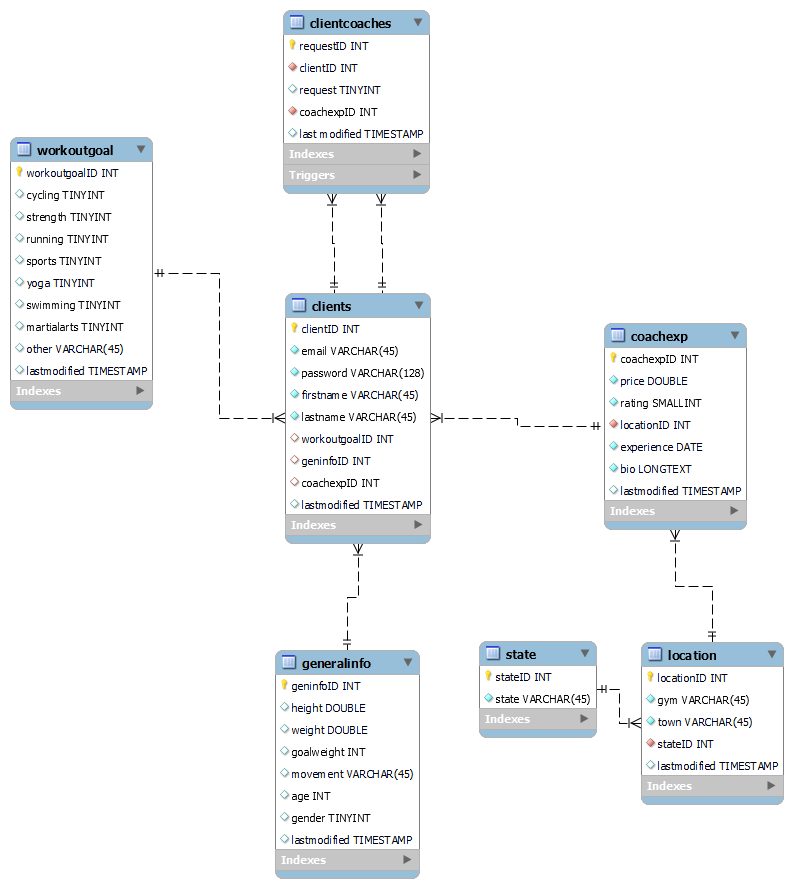 clientcoaches
requestID INT
clientID INT
request TINYINT
coachexpID INT
last modified TIMESTAMP
Indexes
Triggers
workoutgoal
workoutgoalID INT
cycling TINYINT
strength TINYINT
running TINYINT
sports TINYINT
yoga TINYINT
swimming TINYINT
martialarts TINYINT
other VARCHAR(45)
lastmodified TIMESTAMP
Indexes
clients
clientID INT
email VARCHAR(45)
password VARCHAR(128)
firstname VARCHAR(45)
lastname VARCHAR(45)
workoutgoalID INT
geninfoID INT
coachexpID INT
lastmodified TIMESTAMP
Indexes
coachexp
coachexpID INT
price DOUBLE
rating SMALLINT
locationID INT
experience DATE
bio LONGTEXT
lastmodified TIMESTAMP
Indexes
generalinfo
geninfoID INT
height DOUBLE
weight DOUBLE
goalweight INT
movement VARCHAR(45)
age INT
gender TINYINT
lastmodified TIMESTAMP
Indexes
state
stateID INT
state VARCHAR(45)
Indexes
location
locationID INT
gym VARCHAR(45)
town VARCHAR(45)
stateID INT
lastmodified TIMESTAMP
Indexes